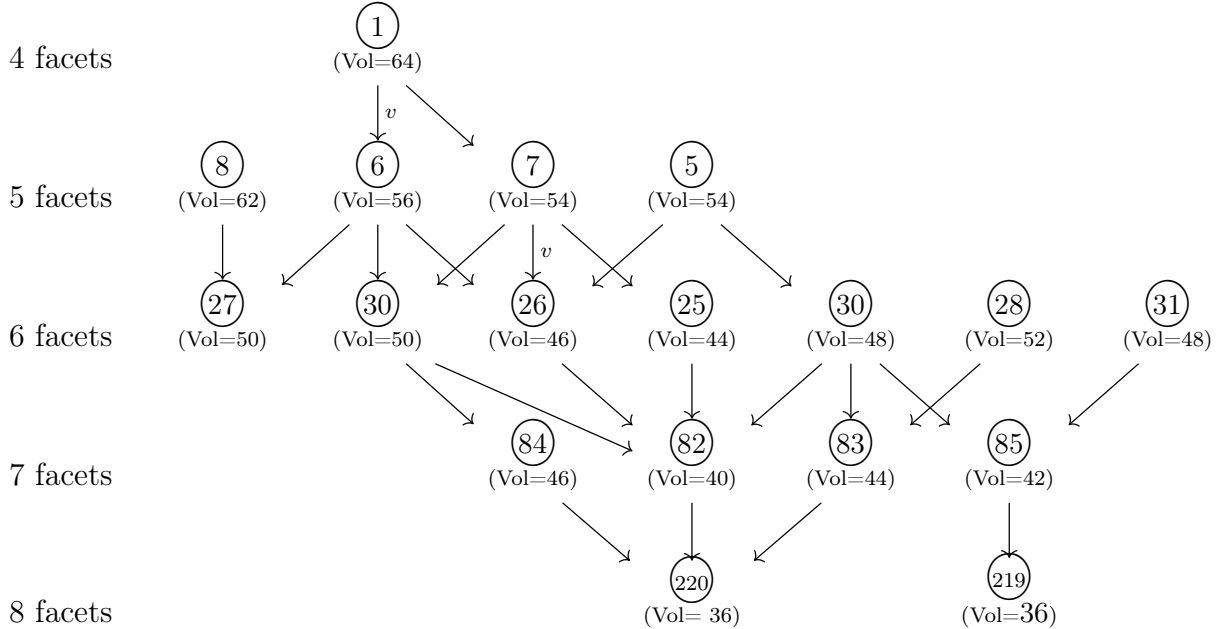 1
4 facets (Vol=64)
v
8 6 7 5
5 facets (Vol=62) (Vol=56) (Vol=54) (Vol=54)
v
27 30 26 25 30 28 31
6 facets (Vol=50) (Vol=50) (Vol=46) (Vol=44) (Vol=48) (Vol=52) (Vol=48)
84 82 83 85
7 facets (Vol=46) (Vol=40) (Vol=44) (Vol=42)
220 219
8 facets (Vol= 36) (Vol=36)